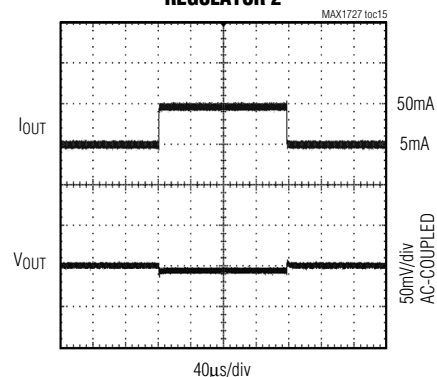 REGULATOR 2
MAX1727 toc15
IOUT
50mA
5mA
VOUT
50mV/div
AC-COUPLED
40µs/div